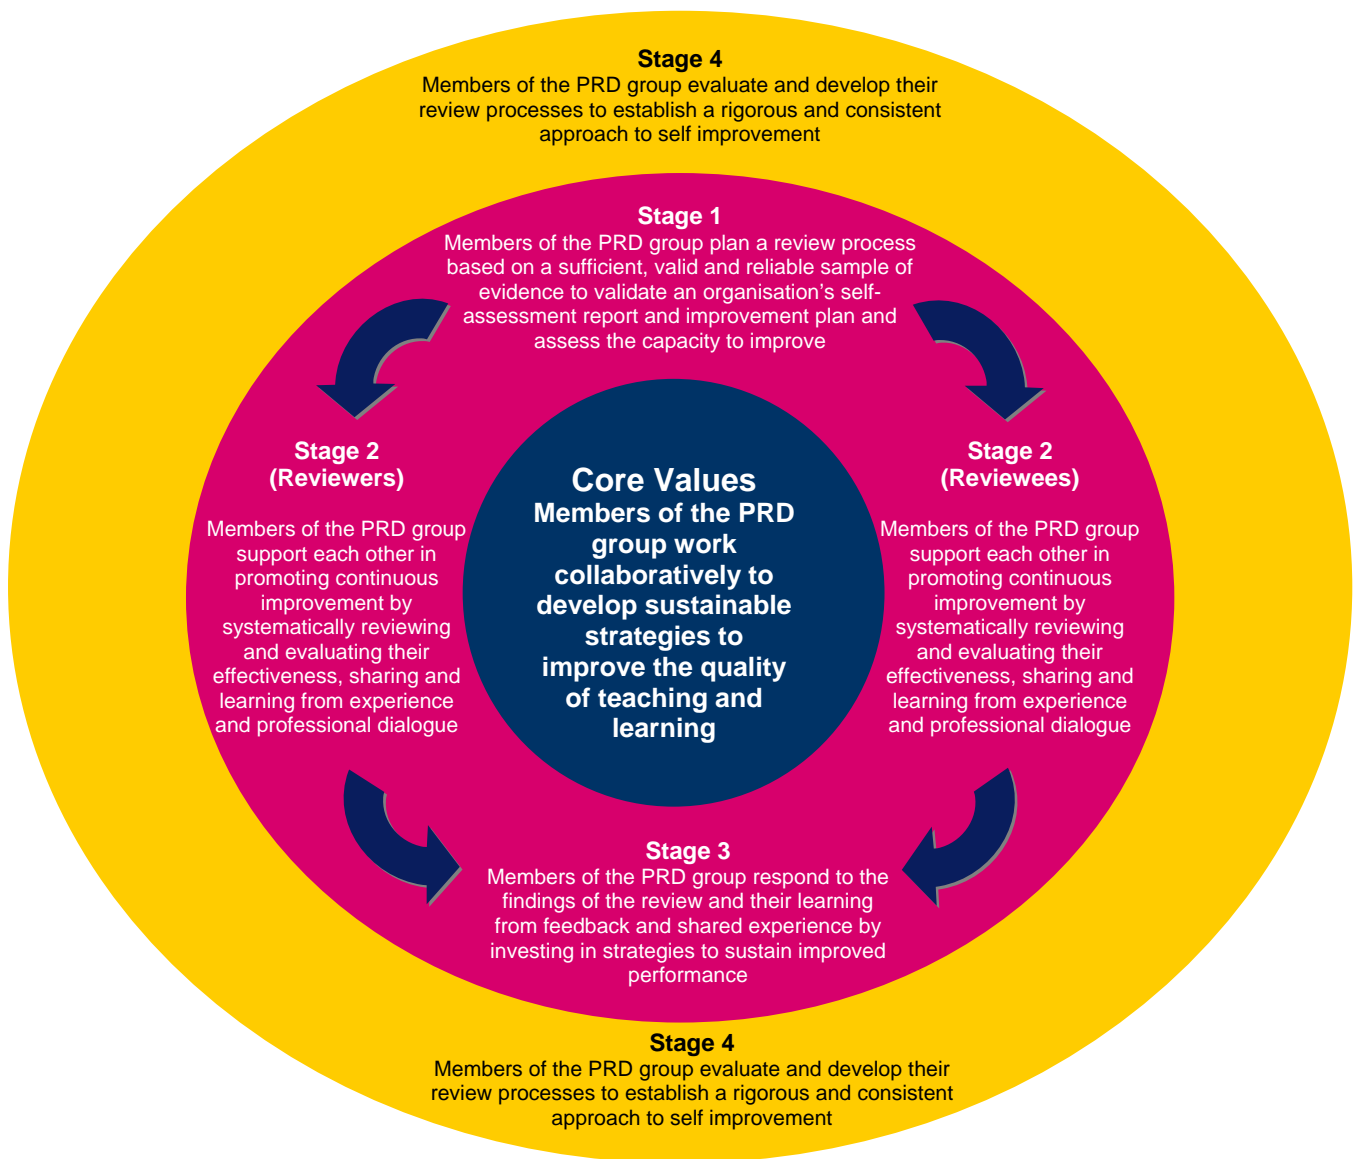 Stage 4
Members of the PRD group evaluate and develop their
review processes to establish a rigorous and consistent
approach to self improvement
Stage 1
Members of the PRD group plan a review process
based on a sufficient, valid and reliable sample of
evidence to validate an organisation’s self-
assessment report and improvement plan and
assess the capacity to improve
Stage 2
(Reviewers)
Members of the PRD group
support each other in
promoting continuous
improvement by
systematically reviewing
and evaluating their
effectiveness, sharing and
learning from experience
and professional dialogue
Core Values
Members of the PRD
group work
collaboratively to
develop sustainable
strategies to
improve the quality
of teaching and
learning
Stage 2
(Reviewees)
Members of the PRD group
support each other in
promoting continuous
improvement by
systematically reviewing
and evaluating their
effectiveness, sharing and
learning from experience
and professional dialogue
Stage 3
Members of the PRD group respond to the
findings of the review and their learning
from feedback and shared experience by
investing in strategies to sustain improved
performance
Stage 4
Members of the PRD group evaluate and develop their
review processes to establish a rigorous and consistent
approach to self improvement